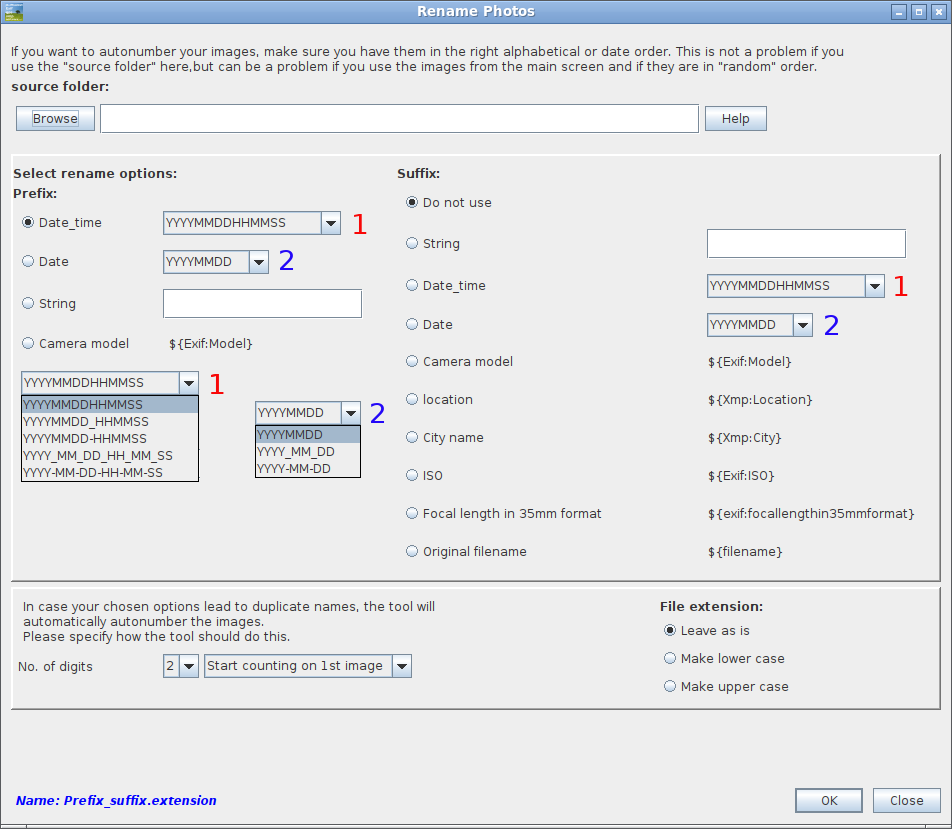 Rename Photos
If you want to autonumber your images, make sure you have them in the right alphabetical or date order. This is not a problem if you
use the "source folder" here,but can be a problem if you use the images from the main screen and if they are in "random" order.
source folder:
Browse
Help
Select rename options:
Prefix:
Date_time
YYYYMMDDHHMMSS
1
Date
YYYYMMDD
2
String
Camera model
${Exif:Model}
YYYYMMDDHHMMSS
1
YYYYMMDDHHMMSS
YYYYMMDD_HHMMSS
YYYYMMDD-HHMMSS
YYYY_MM_DD_HH_MM_SS
YYYY-MM-DD-HH-MM-SS
YYYYMMDD
2
YYYYMMDD
YYYY_MM_DD
YYYY-MM-DD
Suffix:
Do not use
String
Date_time
YYYYMMDDHHMMSS
1
Date
YYYYMMDD
2
Camera model
${Exif:Model}
location
${Xmp:Location}
City name
${Xmp:City}
ISO
${Exif:ISO}
Focal length in 35mm format
${exif:focallengthin35mmformat}
Original filename
${filename}
In case your chosen options lead to duplicate names, the tool will
automatically autonumber the images.
Please specify how the tool should do this.
No. of digits
2
Start counting on 1st image
File extension:
Leave as is
Make lower case
Make upper case
Name: Prefix_suffix.extension
OK
Close